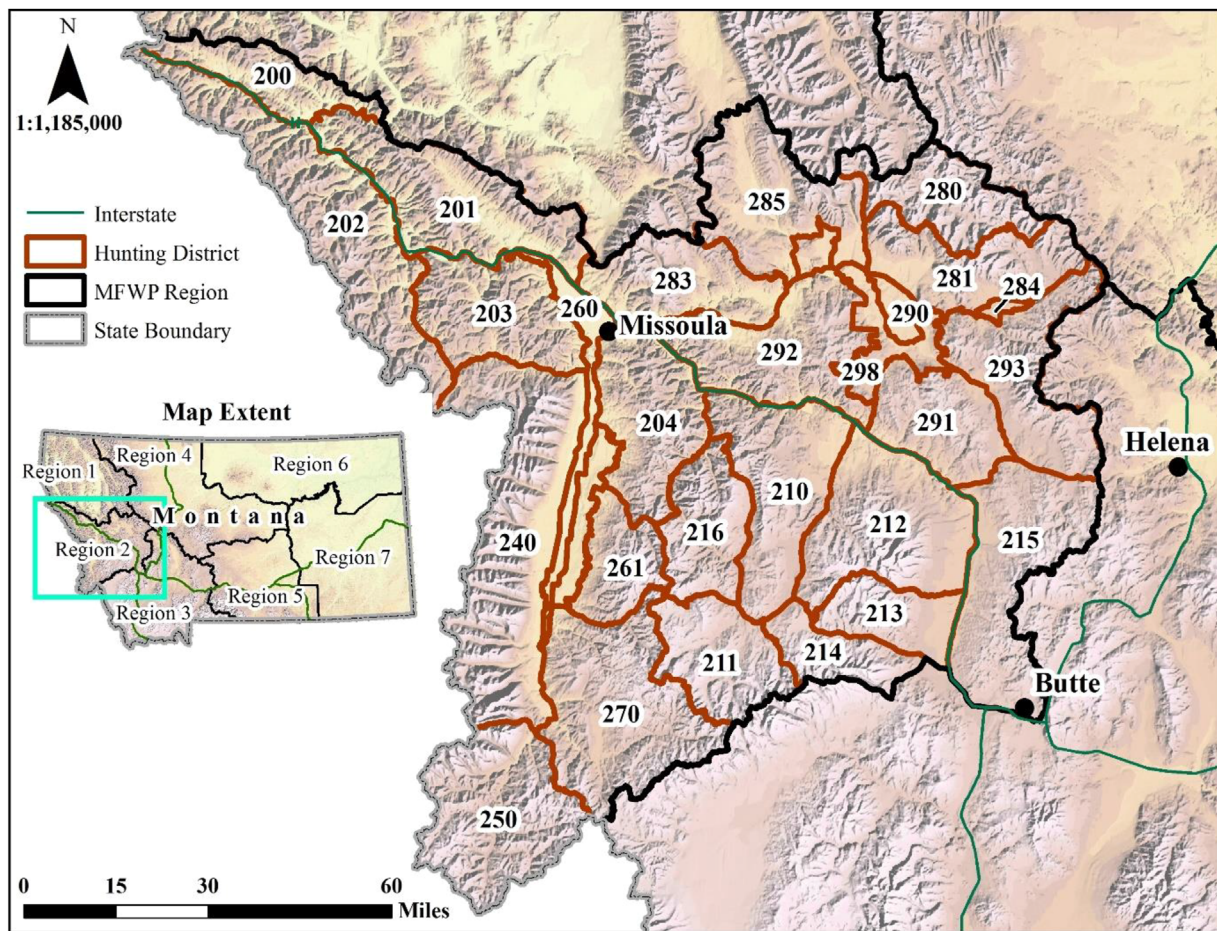 N
1:1,185,000
Interstate
Hunting District
MFWP Region
State Boundary
Map Extent
Region 1
Region 4
Region 6
Montana
Region 2
Region 7
Region 5
Region 3
0 15 30 60
Miles
200
202
201
203
260
Missoula
283
285
280
281
284
290
292
298
293
291
Helena
204
210
212
215
216
240
261
213
211
214
270
Butte
250